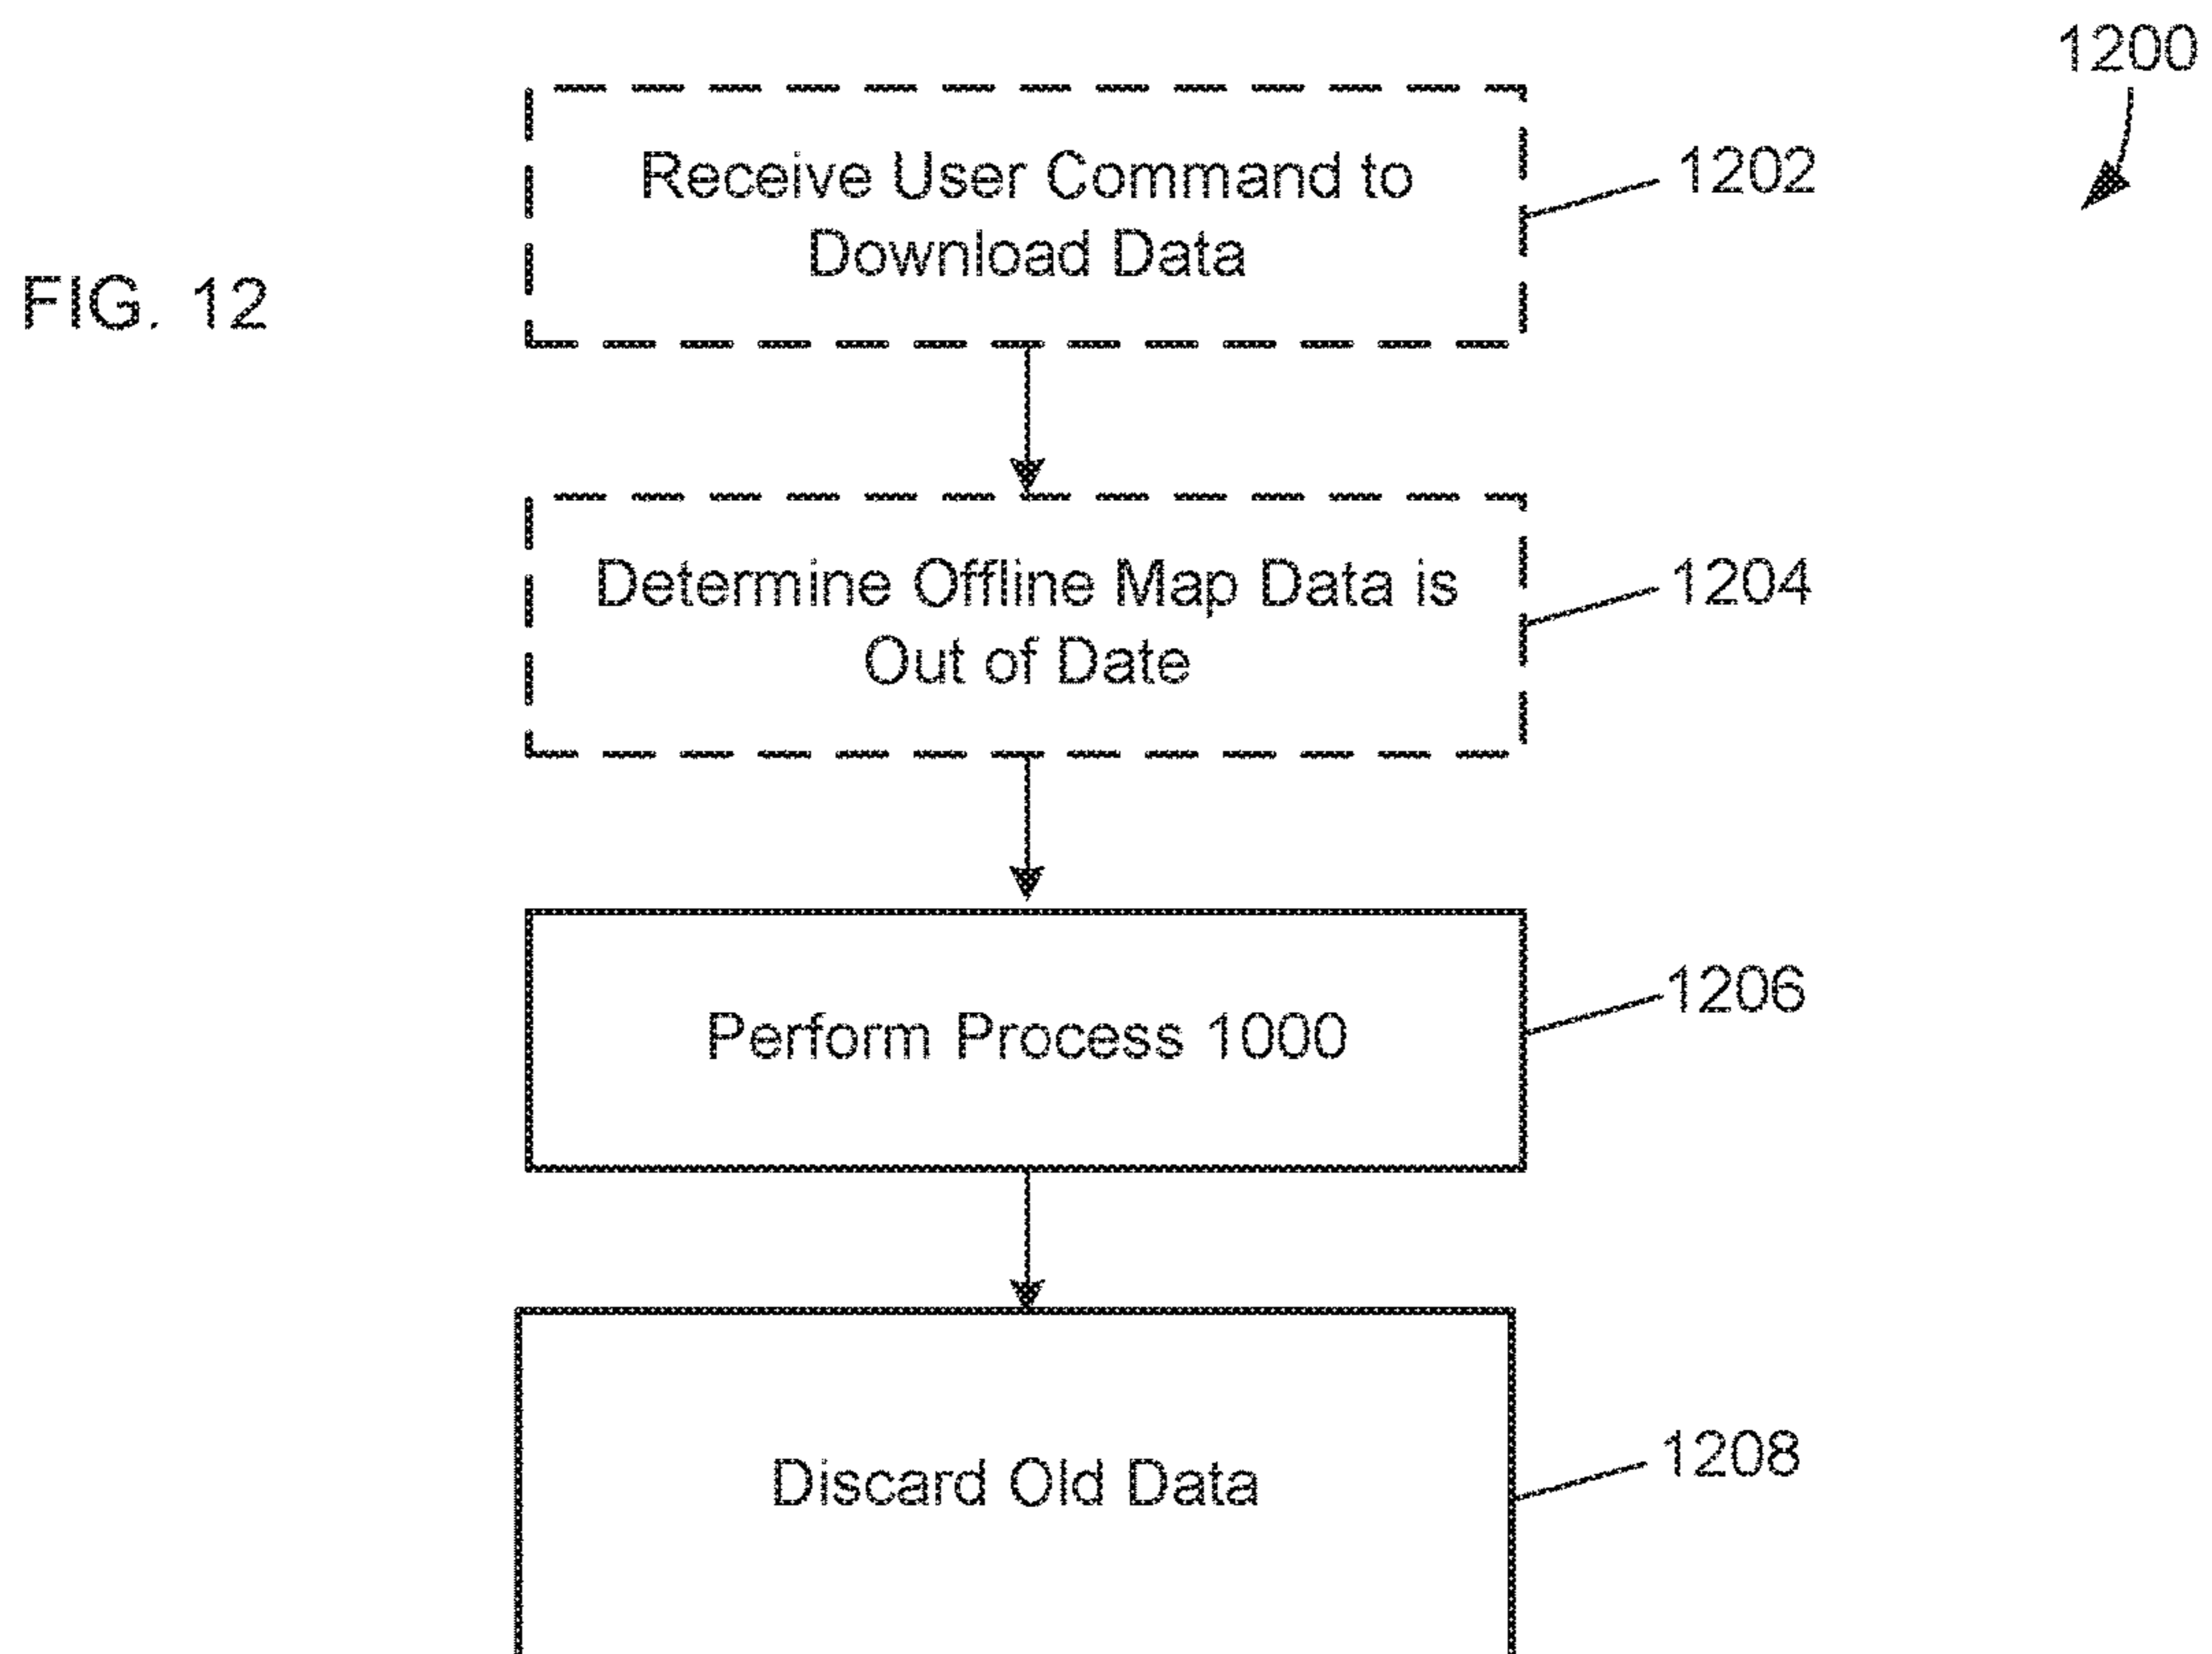 1200
Receive User Command to
Download Data
1202
FIG. 12
Determine Offline Map Data is
Out of Date
1204
Perform Process 1000
1206
Discard Old Data
1208